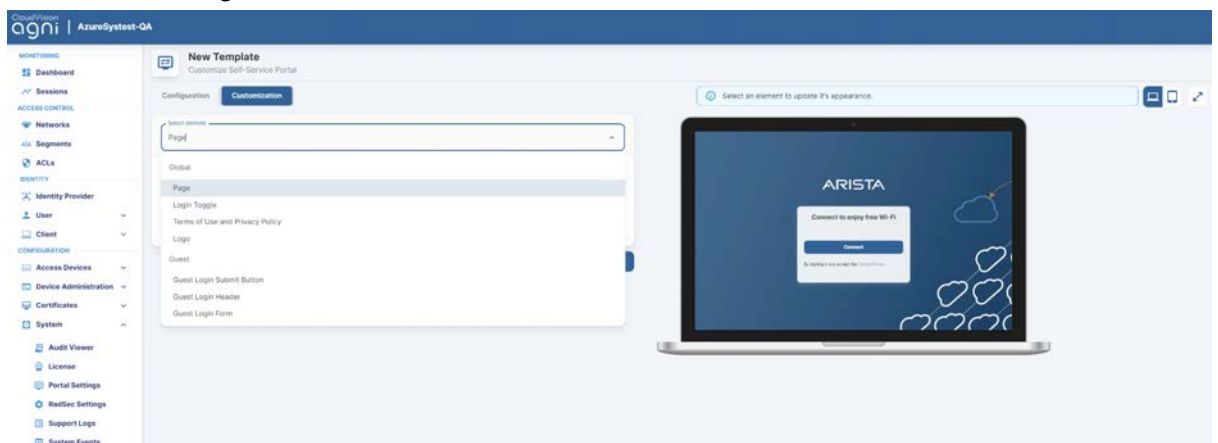 CloudVision
agni | AzureSystest-QA
MONITORING
Dashboard
Sessions
ACCESS CONTROL
Networks
Segments
ACLs
IDENTITY
Identity Provider
User
Client
CONFIGURATION
Access Devices
Device Administration
Certificates
System
Audit Viewer
License
Portal Settings
RadSec Settings
Support Logs
System Events
New Template
Customize Self-Service Portal
Configuration
Customization
Select element
Page
Global
Page
Login Toggle
Terms of Use and Privacy Policy
Logo
Guest
Guest Login Submit Button
Guest Login Header
Guest Login Form
Select an element to update it's appearance.
ARISTA
Connect to enjoy free Wi-Fi
Connect